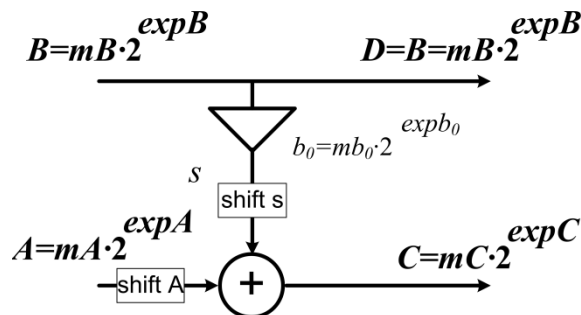 B=mB·2^expB
D=B=mB·2^expB
b₀=mb₀·2^expb₀
s
shift s
A=mA·2^expA
shift A
+
C=mC·2^expC